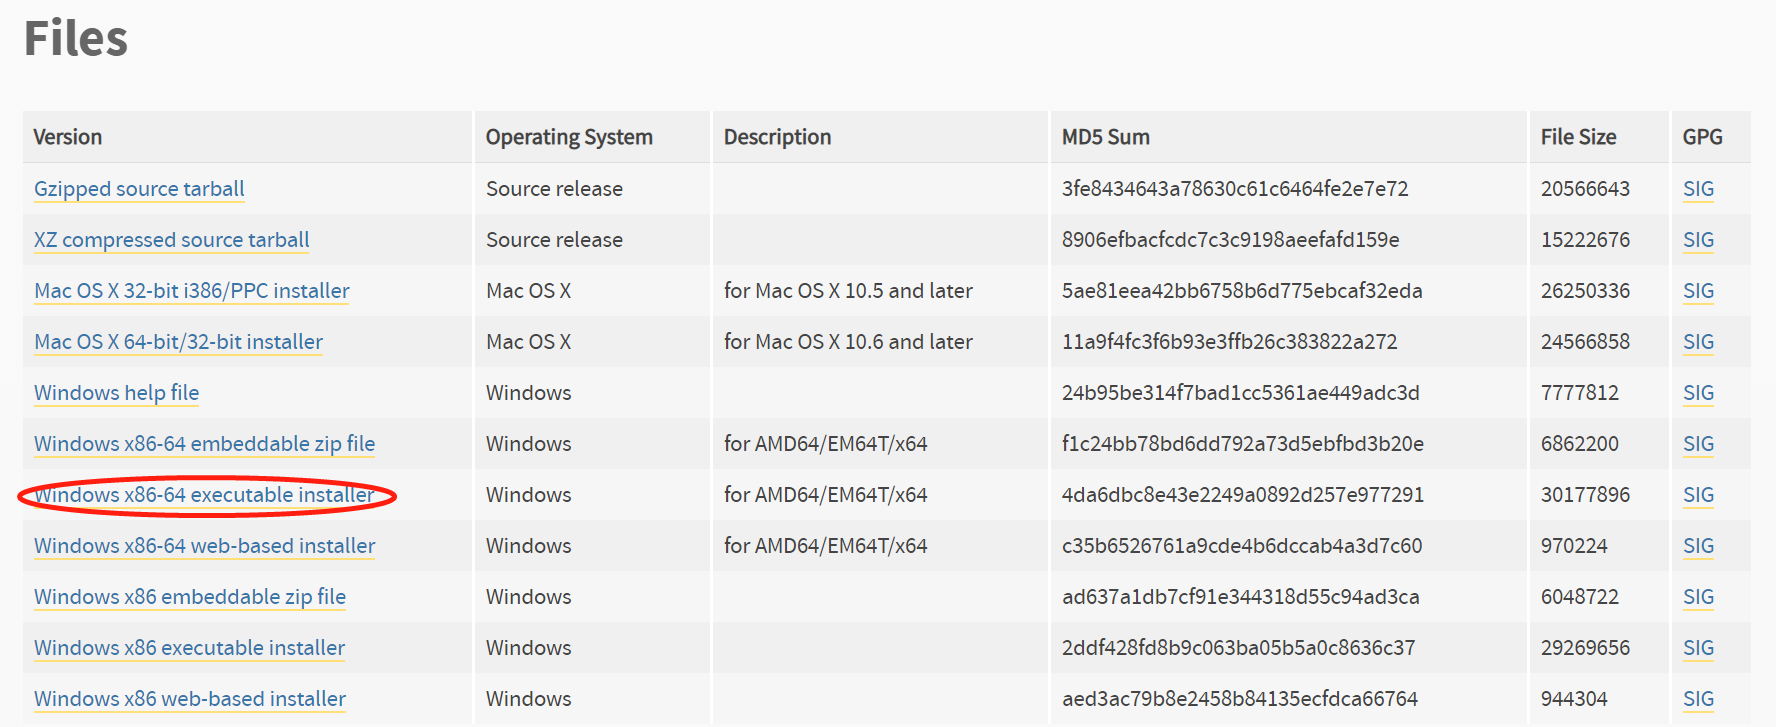 Files
Version Operating System Description MD5 Sum File Size GPG
Gzipped source tarball Source release 3fe8434643a78630c61c6464fe2e7e72 20566643 SIG
XZ compressed source tarball Source release 8906efbacfcdc7c3c9198aeefafd159e 15222676 SIG
Mac OS X 32-bit i386/PPC installer Mac OS X for Mac OS X 10.5 and later 5ae81eea42bb6758b6d775ebcaf32eda 26250336 SIG
Mac OS X 64-bit/32-bit installer Mac OS X for Mac OS X 10.6 and later 11a9f4fc3f6b93e3ffb26c383822a272 24566858 SIG
Windows help file Windows 24b95be314f7bad1cc5361ae449adc3d 7777812 SIG
Windows x86-64 embeddable zip file Windows for AMD64/EM64T/x64 f1c24bb78bd6dd792a73d5ebfbd3b20e 6862200 SIG
Windows x86-64 executable installer Windows for AMD64/EM64T/x64 4da6dbc8e43e2249a0892d257e977291 30177896 SIG
Windows x86-64 web-based installer Windows for AMD64/EM64T/x64 c35b6526761a9cde4b6dccab4a3d7c60 970224 SIG
Windows x86 embeddable zip file Windows ad637a1db7cf91e344318d55c94ad3ca 6048722 SIG
Windows x86 executable installer Windows 2ddf428fd8b9c063ba05b5a0c8636c37 29269656 SIG
Windows x86 web-based installer Windows aed3ac79b8e2458b84135ecfdca66764 944304 SIG